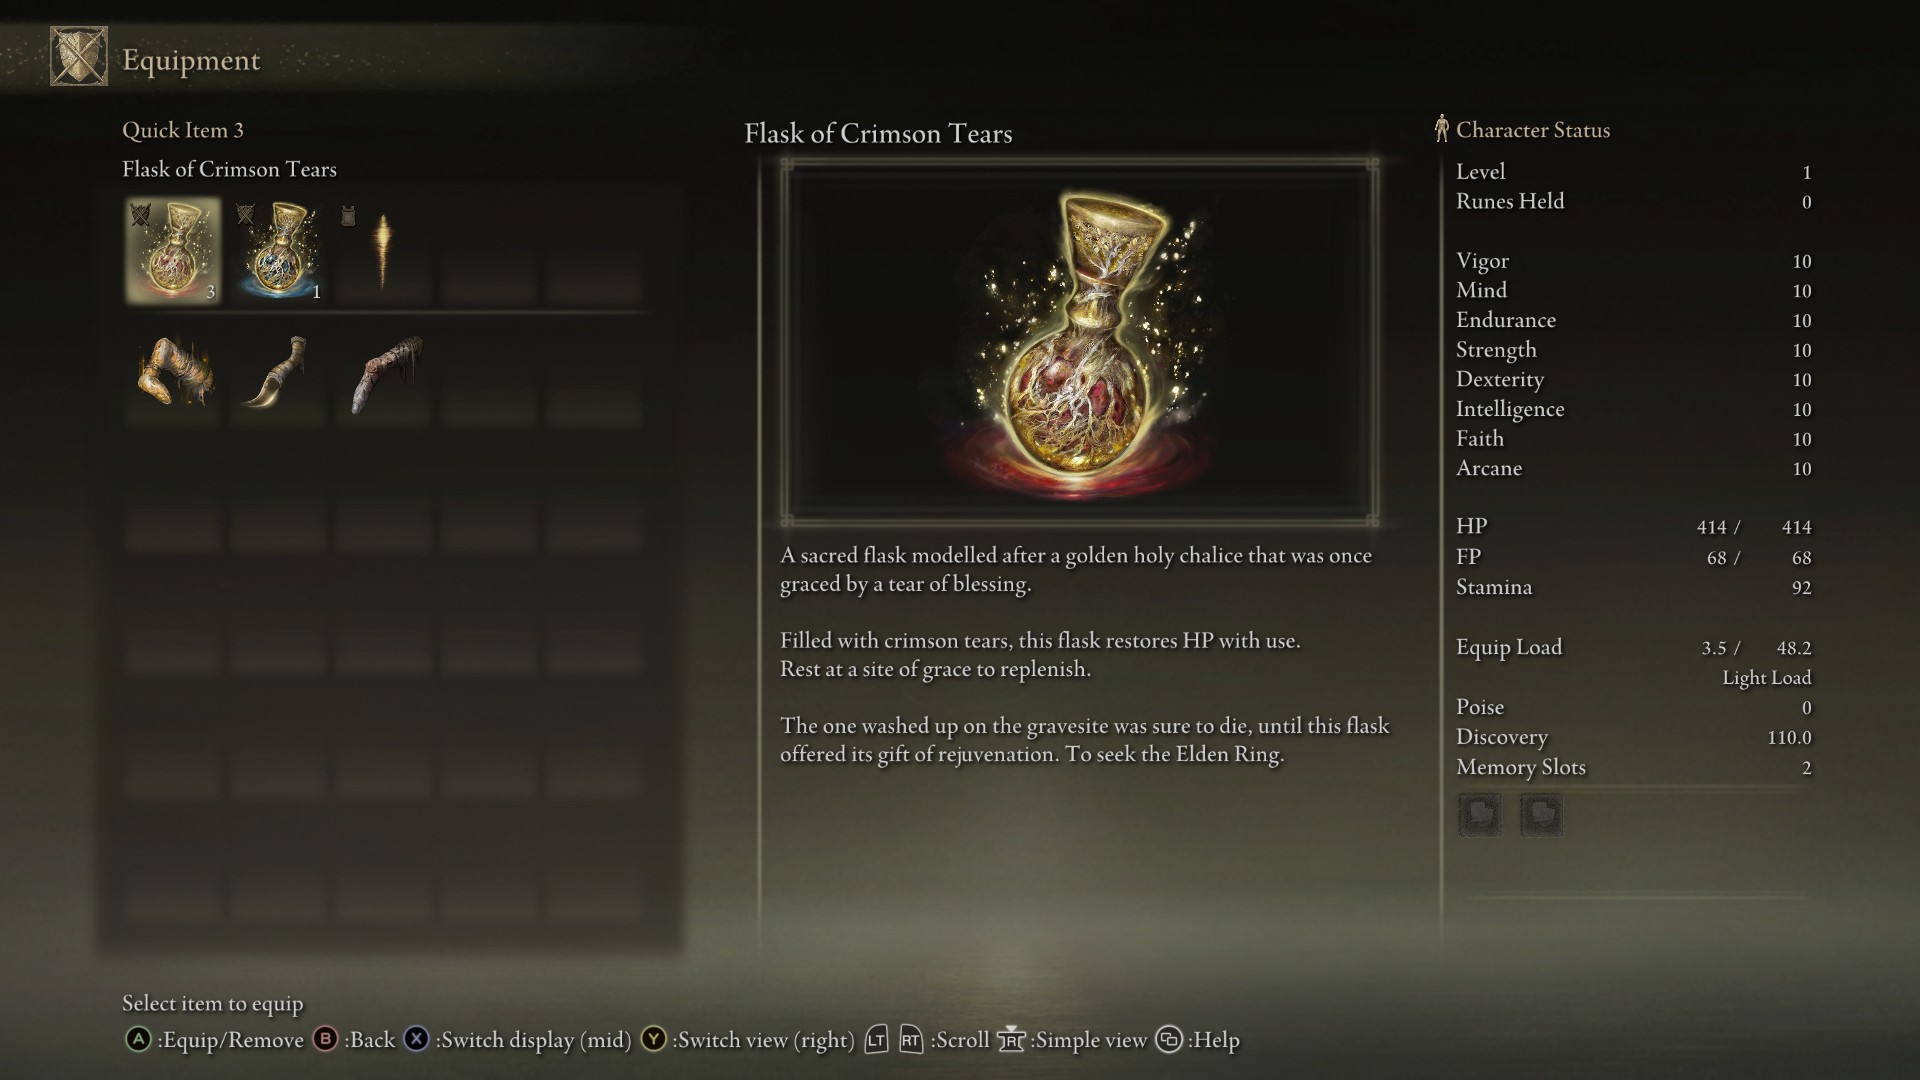 Equipment
Quick Item 3
Flask of Crimson Tears
3
1
Flask of Crimson Tears
A sacred flask modelled after a golden holy chalice that was once
graced by a tear of blessing.
Filled with crimson tears, this flask restores HP with use.
Rest at a site of grace to replenish.
The one washed up on the gravesite was sure to die, until this flask
offered its gift of rejuvenation. To seek the Elden Ring.
Character Status
Level 1
Runes Held 0
Vigor 10
Mind 10
Endurance 10
Strength 10
Dexterity 10
Intelligence 10
Faith 10
Arcane 10
HP 414 / 414
FP 68 / 68
Stamina 92
Equip Load 3.5 / 48.2
Light Load
Poise 0
Discovery 110.0
Memory Slots 2
Select item to equip
A :Equip/Remove B :Back X :Switch display (mid) Y :Switch view (right) LT RT :Scroll R :Simple view :Help